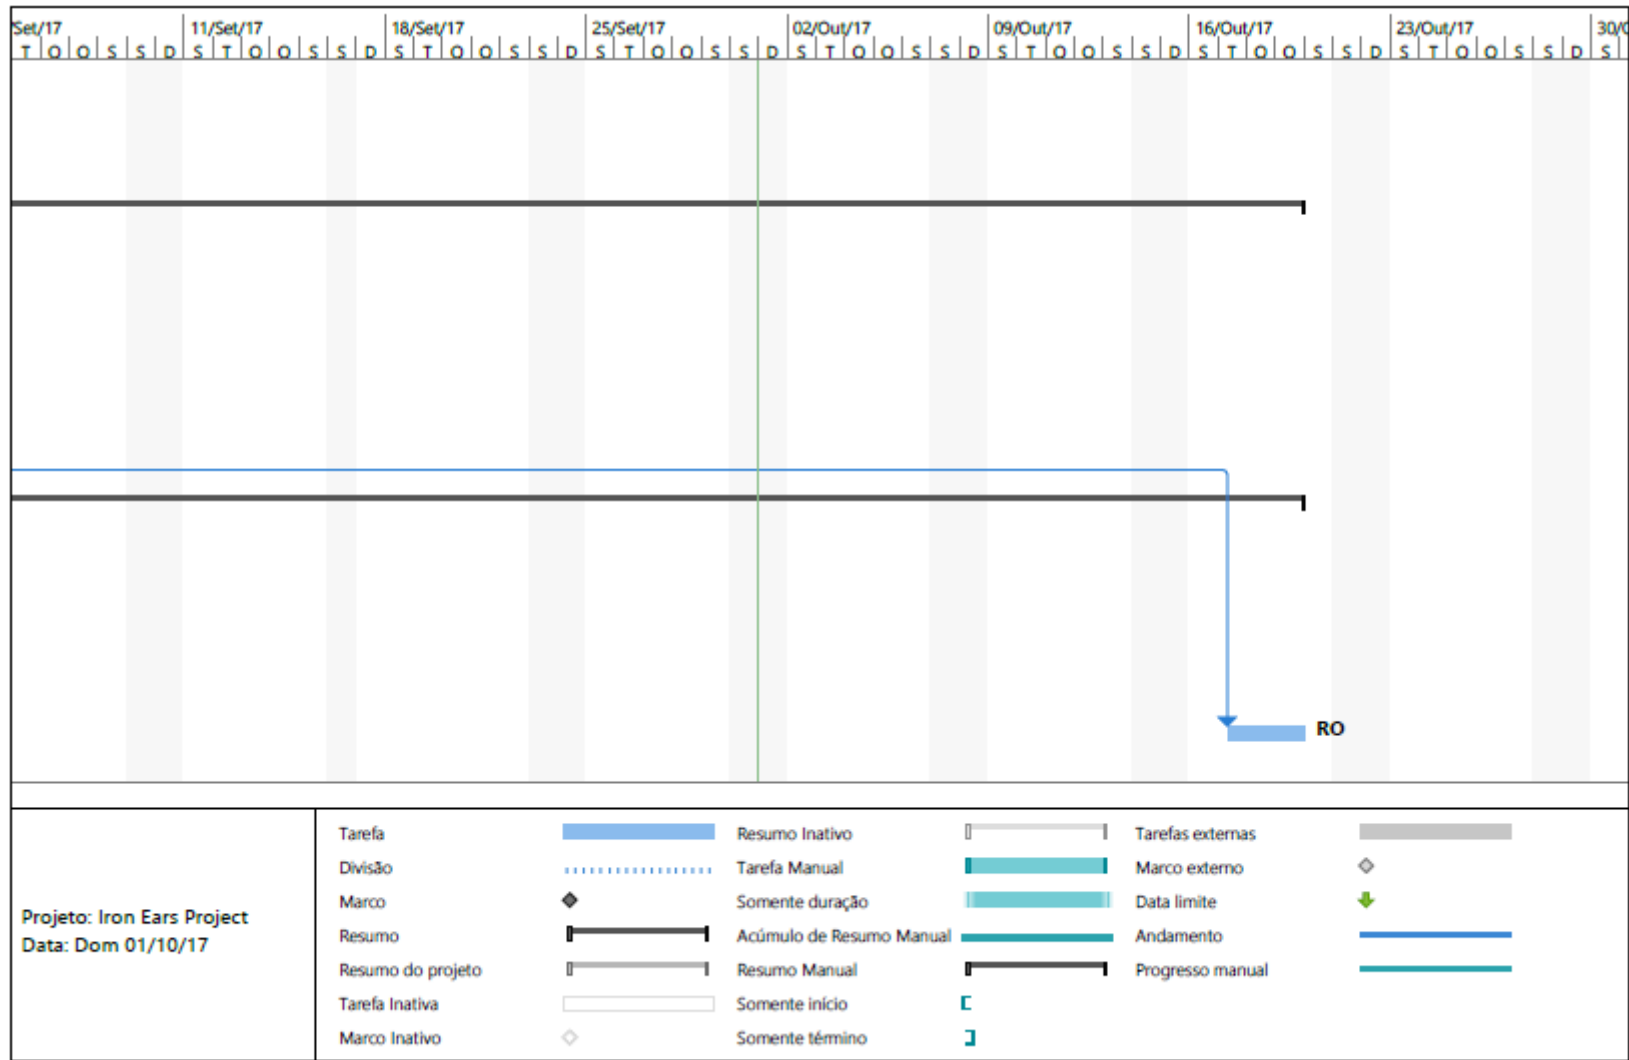 Set/17 11/Set/17 18/Set/17 25/Set/17 02/Out/17 09/Out/17 16/Out/17 23/Out/17
T Q Q S S D S T Q Q S S D S T Q Q S S D S T Q Q S S D S T Q Q S S D S T Q Q S S D S T Q Q S S D S T Q Q S S D S
RO
Projeto: Iron Ears Project
Data: Dom 01/10/17
Tarefa
Divisão
Marco
Resumo
Resumo do projeto
Tarefa Inativa
Marco Inativo
Resumo Inativo
Tarefa Manual
Somente duração
Acúmulo de Resumo Manual
Resumo Manual
Somente início
Somente término
Tarefas externas
Marco externo
Data limite
Andamento
Progresso manual